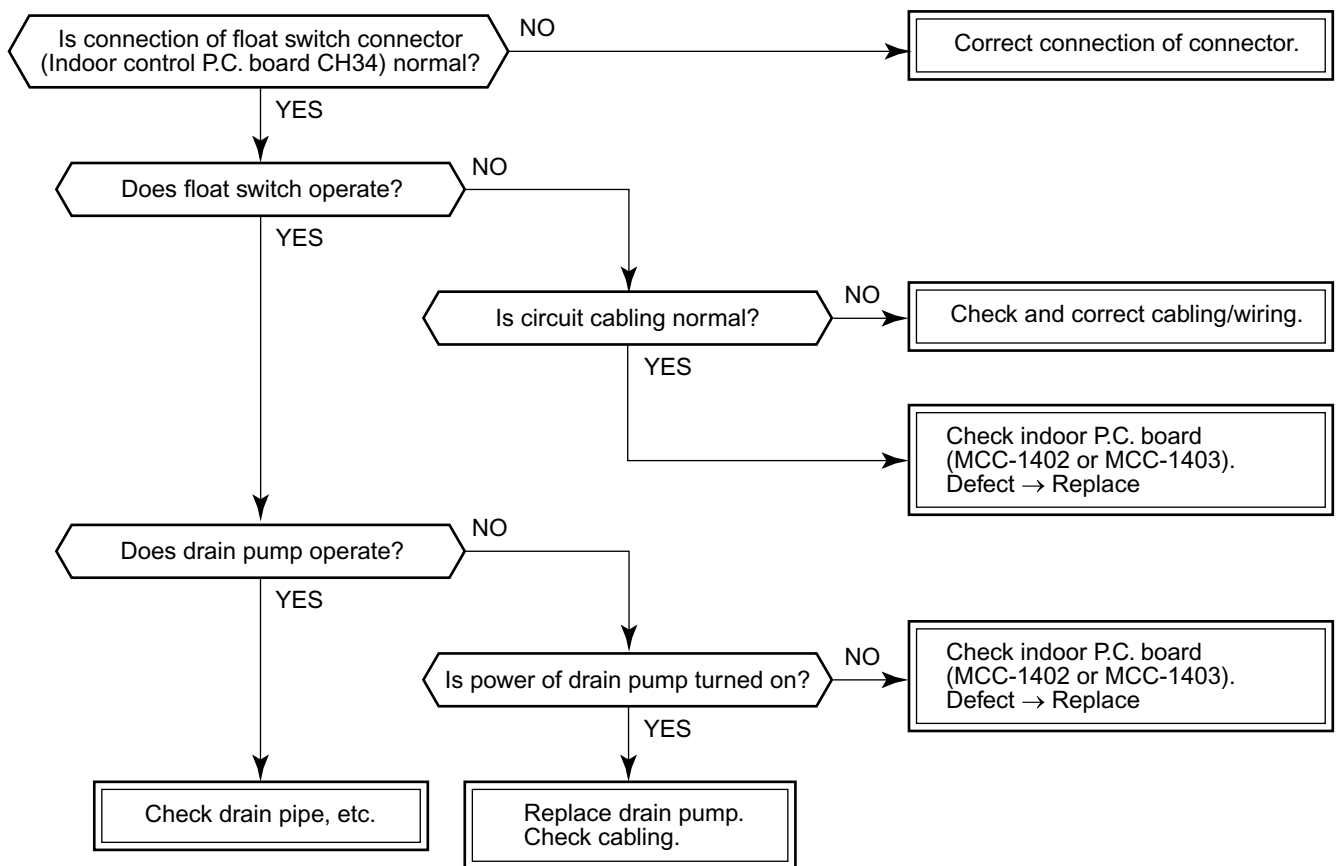 Is connection of float switch connector
(Indoor control P.C. board CH34) normal?
NO
Correct connection of connector.
YES
Does float switch operate?
NO
YES
Is circuit cabling normal?
NO
Check and correct cabling/wiring.
YES
Check indoor P.C. board
(MCC-1402 or MCC-1403).
Defect → Replace
Does drain pump operate?
NO
YES
Is power of drain pump turned on?
NO
Check indoor P.C. board
(MCC-1402 or MCC-1403).
Defect → Replace
YES
Check drain pipe, etc.
Replace drain pump.
Check cabling.